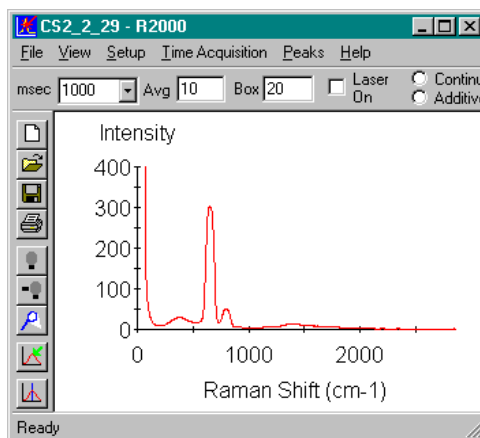 CS2_2_29 - R2000
File View Setup Time Acquisition Peaks Help
msec 1000 Avg 10 Box 20 Laser On
Continu
Additive
Intensity
400
300
200
100
0
0 1000 2000
Raman Shift (cm-1)
Ready